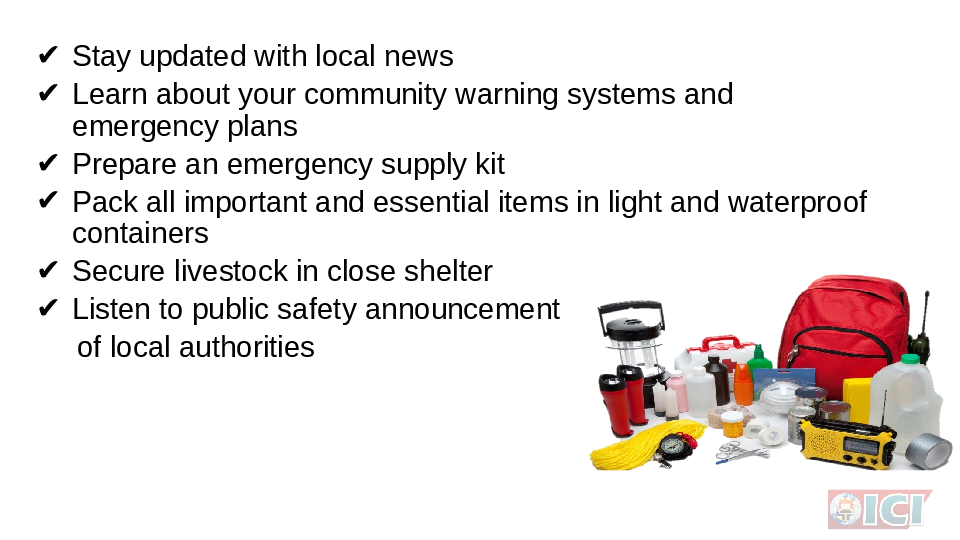 ✔ Stay updated with local news
✔ Learn about your community warning systems and
emergency plans
✔ Prepare an emergency supply kit
✔ Pack all important and essential items in light and waterproof
containers
✔ Secure livestock in close shelter
✔ Listen to public safety announcement
of local authorities
ICI